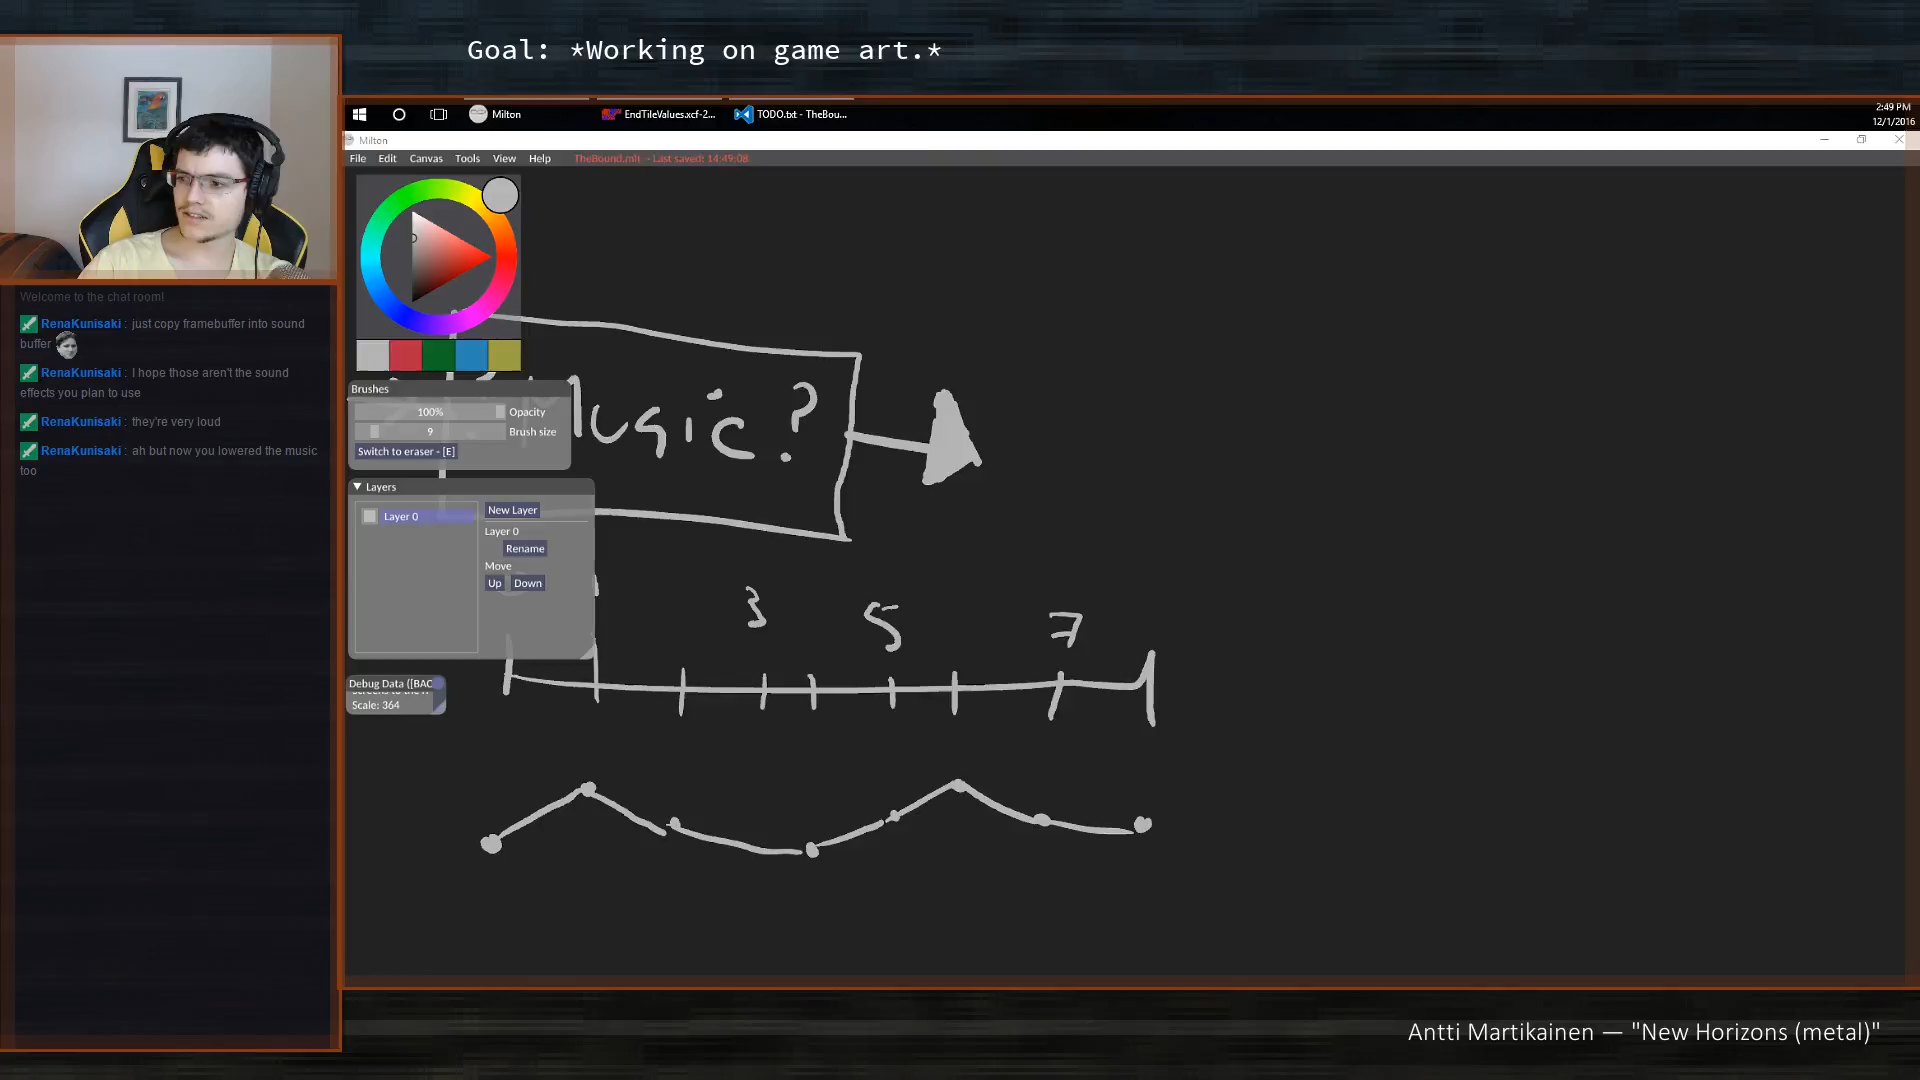 Goal: *Working on game art.*
Milton
EndTileValues.xcf-2...
TODO.txt - TheBou...
2:49 PM
12/1/2016
Milton
File Edit Canvas Tools View Help
TheBound.mlt - Last saved: 14:49:08
Welcome to the chat room!
RenaKunisaki : just copy framebuffer into sound
buffer
RenaKunisaki : I hope those aren't the sound
effects you plan to use
RenaKunisaki : they're very loud
RenaKunisaki : ah but now you lowered the music
too
Brushes
100% Opacity
9 Brush size
Switch to eraser - [E]
Music?
Layers
Layer 0
New Layer
Layer 0
Rename
Move
Up Down
3 5 7
Debug Data ([BAC
Scale: 364
Antti Martikainen — "New Horizons (metal)"